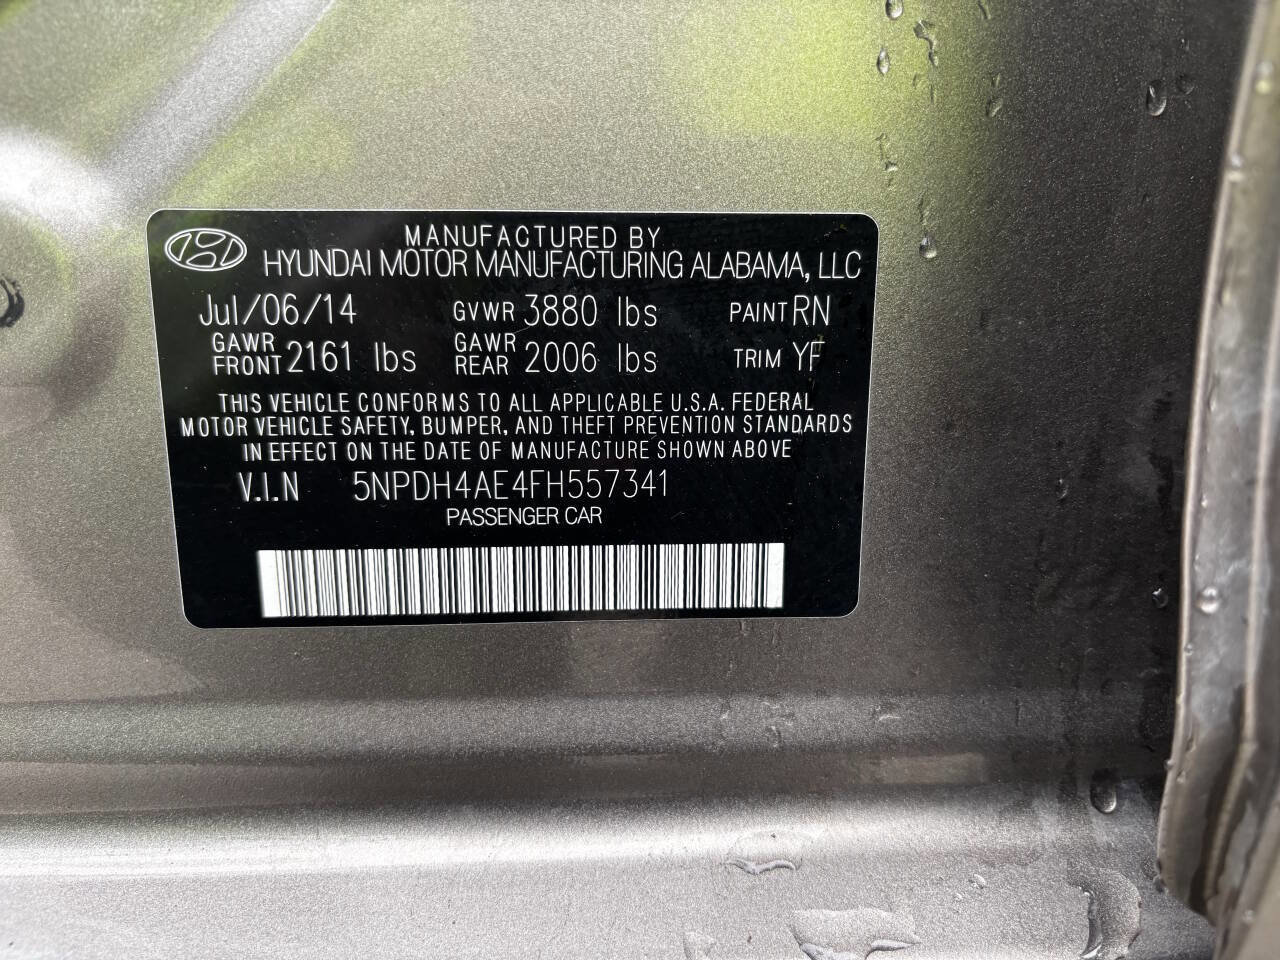 MANUFACTURED BY
HYUNDAI MOTOR MANUFACTURING ALABAMA, LLC
Jul/06/14 GVWR 3880 lbs PAINT RN
GAWR FRONT 2161 lbs GAWR REAR 2006 lbs TRIM YF
THIS VEHICLE CONFORMS TO ALL APPLICABLE U.S.A. FEDERAL
MOTOR VEHICLE SAFETY, BUMPER, AND THEFT PREVENTION STANDARDS
IN EFFECT ON THE DATE OF MANUFACTURE SHOWN ABOVE
V.I.N 5NPDH4AE4FH557341
PASSENGER CAR